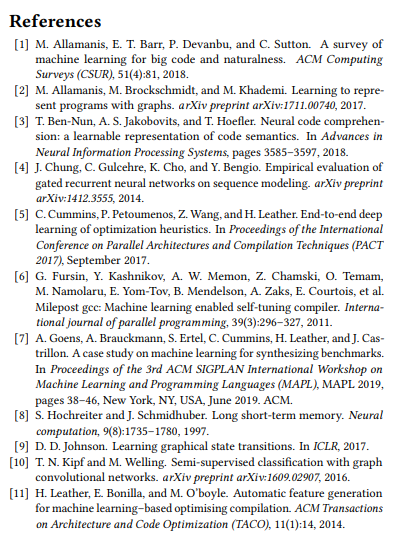 References
[1] M. Allamanis, E. T. Barr, P. Devanbu, and C. Sutton. A survey of
machine learning for big code and naturalness. ACM Computing
Surveys (CSUR), 51(4):81, 2018.
[2] M. Allamanis, M. Brockschmidt, and M. Khademi. Learning to repre-
sent programs with graphs. arXiv preprint arXiv:1711.00740, 2017.
[3] T. Ben-Nun, A. S. Jakobovits, and T. Hoefler. Neural code comprehen-
sion: a learnable representation of code semantics. In Advances in
Neural Information Processing Systems, pages 3585–3597, 2018.
[4] J. Chung, C. Gulcehre, K. Cho, and Y. Bengio. Empirical evaluation of
gated recurrent neural networks on sequence modeling. arXiv preprint
arXiv:1412.3555, 2014.
[5] C. Cummins, P. Petoumenos, Z. Wang, and H. Leather. End-to-end deep
learning of optimization heuristics. In Proceedings of the International
Conference on Parallel Architectures and Compilation Techniques (PACT
2017), September 2017.
[6] G. Fursin, Y. Kashnikov, A. W. Memon, Z. Chamski, O. Temam,
M. Namolaru, E. Yom-Tov, B. Mendelson, A. Zaks, E. Courtois, et al.
Milepost gcc: Machine learning enabled self-tuning compiler. Interna-
tional journal of parallel programming, 39(3):296–327, 2011.
[7] A. Goens, A. Brauckmann, S. Ertel, C. Cummins, H. Leather, and J. Cas-
trillon. A case study on machine learning for synthesizing benchmarks.
In Proceedings of the 3rd ACM SIGPLAN International Workshop on
Machine Learning and Programming Languages (MAPL), MAPL 2019,
pages 38–46, New York, NY, USA, June 2019. ACM.
[8] S. Hochreiter and J. Schmidhuber. Long short-term memory. Neural
computation, 9(8):1735–1780, 1997.
[9] D. D. Johnson. Learning graphical state transitions. In ICLR, 2017.
[10] T. N. Kipf and M. Welling. Semi-supervised classification with graph
convolutional networks. arXiv preprint arXiv:1609.02907, 2016.
[11] H. Leather, E. Bonilla, and M. O'boyle. Automatic feature generation
for machine learning–based optimising compilation. ACM Transactions
on Architecture and Code Optimization (TACO), 11(1):14, 2014.